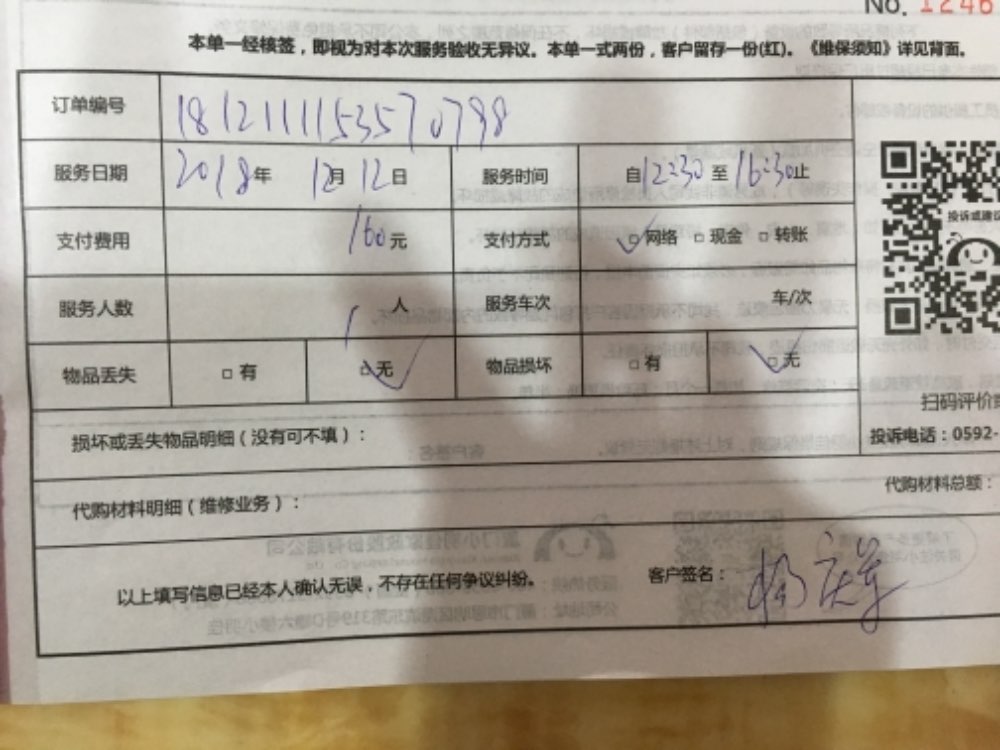 No. 1246
本单一经核签，即视为对本次服务验收无异议。本单一式两份，客户留存一份(红)。《维保须知》详见背面。
订单编号 1812111153570798
服务日期 2018年 12月 12日 服务时间 自12:30至16:30止
支付费用 160元 支付方式 ☑网络 □现金 □转账
投诉或建议
服务人数 1人 服务车次 车/次
物品丢失 □有 ☑无 物品损坏 □有 ☑无
扫码评价
损坏或丢失物品明细（没有可不填）：
投诉电话：0592-
代购材料明细（维修业务）： 代购材料总额：
以上填写信息已经本人确认无误，不存在任何争议纠纷。 客户签名：